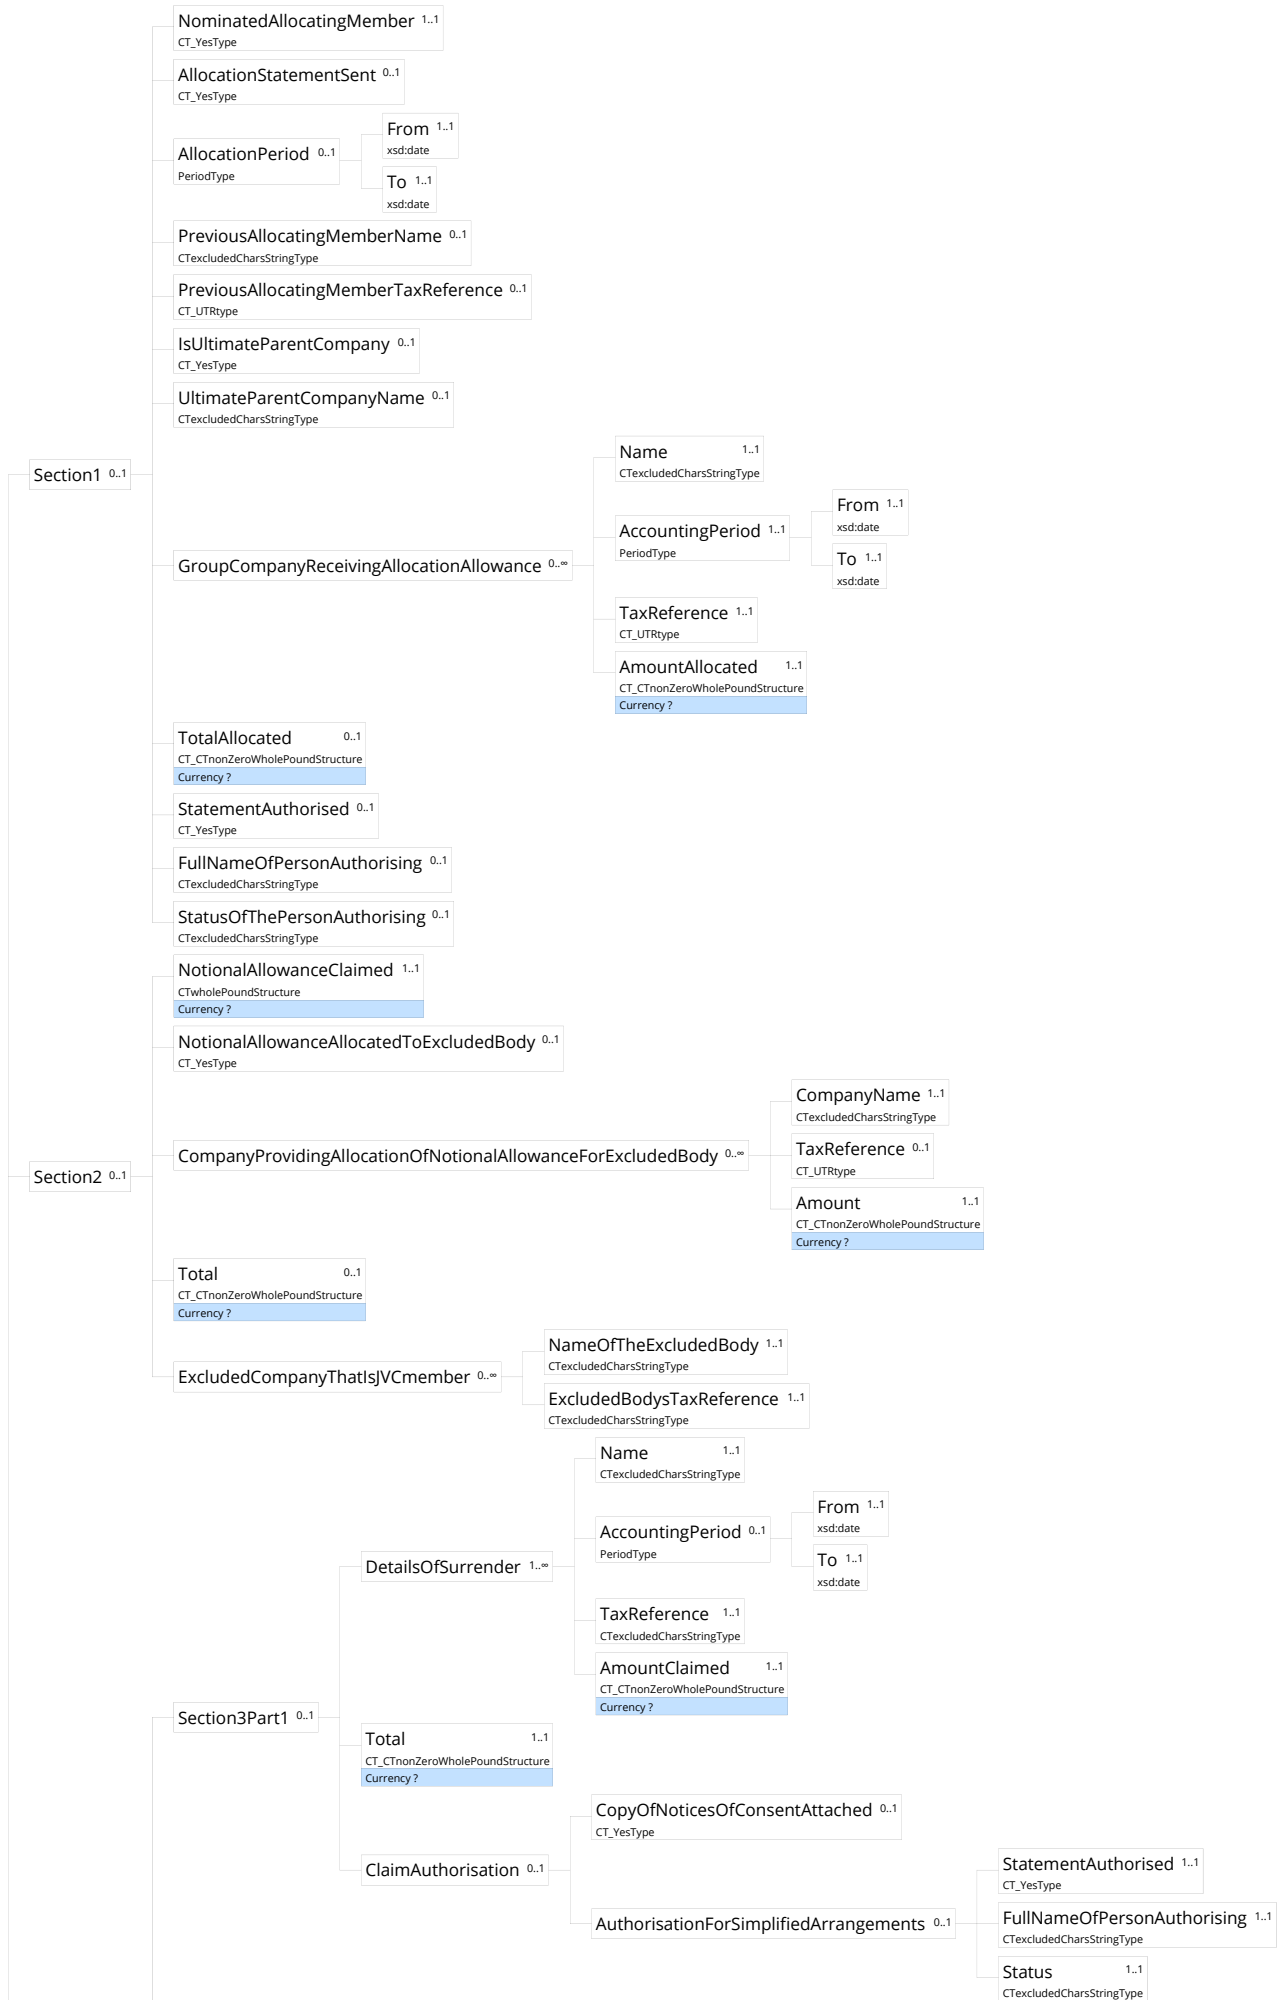 NominatedAllocatingMember 1..1
CT_YesType
AllocationStatementSent 0..1
CT_YesType
From 1..1
xsd:date
AllocationPeriod 0..1
PeriodType
To 1..1
xsd:date
PreviousAllocatingMemberName 0..1
CTexcludedCharsStringType
PreviousAllocatingMemberTaxReference 0..1
CT_UTRtype
IsUltimateParentCompany 0..1
CT_YesType
UltimateParentCompanyName 0..1
CTexcludedCharsStringType
Name 1..1
CTexcludedCharsStringType
Section1 0..1
From 1..1
xsd:date
AccountingPeriod 1..1
PeriodType
To 1..1
xsd:date
GroupCompanyReceivingAllocationAllowance 0..∞
TaxReference 1..1
CT_UTRtype
AmountAllocated 1..1
CT_CTnonZeroWholePoundStructure
Currency ?
TotalAllocated 0..1
CT_CTnonZeroWholePoundStructure
Currency ?
StatementAuthorised 0..1
CT_YesType
FullNameOfPersonAuthorising 0..1
CTexcludedCharsStringType
StatusOfThePersonAuthorising 0..1
CTexcludedCharsStringType
NotionalAllowanceClaimed 1..1
CTwholePoundStructure
Currency ?
NotionalAllowanceAllocatedToExcludedBody 0..1
CT_YesType
CompanyName 1..1
CTexcludedCharsStringType
CompanyProvidingAllocationOfNotionalAllowanceForExcludedBody 0..∞
TaxReference 0..1
CT_UTRtype
Section2 0..1
Amount 1..1
CT_CTnonZeroWholePoundStructure
Currency ?
Total 0..1
CT_CTnonZeroWholePoundStructure
Currency ?
NameOfTheExcludedBody 1..1
CTexcludedCharsStringType
ExcludedCompanyThatIsJVCmember 0..∞
ExcludedBodysTaxReference 1..1
CTexcludedCharsStringType
Name 1..1
CTexcludedCharsStringType
From 1..1
xsd:date
AccountingPeriod 0..1
PeriodType
To 1..1
xsd:date
DetailsOfSurrender 1..∞
TaxReference 1..1
CTexcludedCharsStringType
AmountClaimed 1..1
CT_CTnonZeroWholePoundStructure
Currency ?
Section3Part1 0..1
Total 1..1
CT_CTnonZeroWholePoundStructure
Currency ?
CopyOfNoticesOfConsentAttached 0..1
CT_YesType
ClaimAuthorisation 0..1
StatementAuthorised 1..1
CT_YesType
AuthorisationForSimplifiedArrangements 0..1
FullNameOfPersonAuthorising 1..1
CTexcludedCharsStringType
Status 1..1
CTexcludedCharsStringType